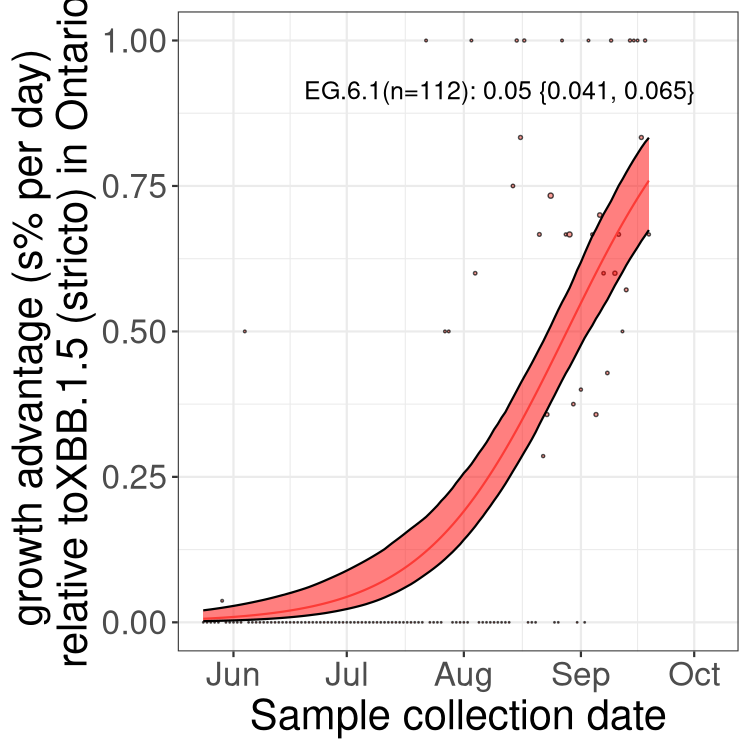 growth advantage (s% per day)
relative toXBB.1.5 (stricto) in Ontario
1.00
0.75
0.50
0.25
0.00
EG.6.1(n=112): 0.05 {0.041, 0.065}
Jun Jul Aug Sep Oct
Sample collection date